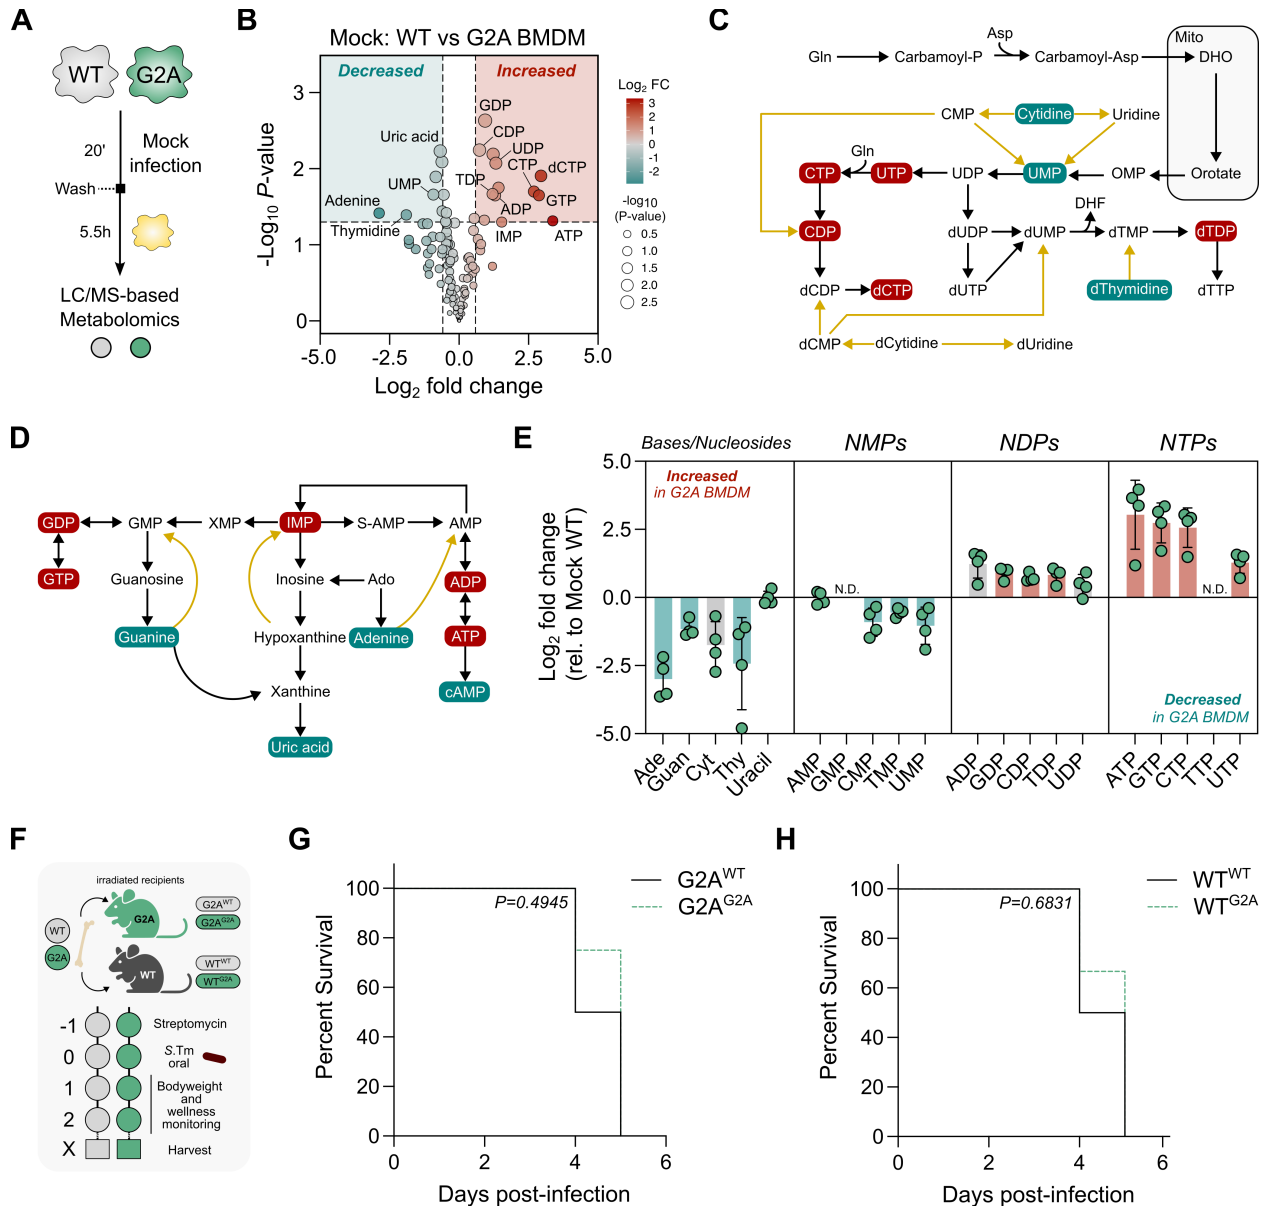 A
WT
G2A
20'
Mock
infection
Wash
5.5h
LC/MS-based
Metabolomics
B
Mock: WT vs G2A BMDM
Decreased
Increased
GDP
Uric acid
CDP
UDP
CTP
dCTP
TDP
UMP
Adenine
GTP
ADP
Thymidine
IMP
ATP
3
2
1
0
-Log10 P-value
-5.0
-2.5
0.0
2.5
5.0
Log2 fold change
Log2 FC
3
2
1
0
-1
-2
-log10
(P-value)
0.5
1.0
1.5
2.0
2.5
C
Mito
Gln
Carbamoyl-P
Asp
Carbamoyl-Asp
DHO
CMP
Cytidine
Uridine
CTP
Gln
UTP
UDP
UMP
OMP
Orotate
DHF
CDP
dUDP
dUMP
dTMP
dTDP
dCDP
dCTP
dUTP
dThymidine
dTTP
dCMP
dCytidine
dUridine
D
GDP
GMP
XMP
IMP
S-AMP
AMP
GTP
Guanosine
Inosine
Ado
ADP
Guanine
Hypoxanthine
Adenine
ATP
Xanthine
cAMP
Uric acid
E
Bases/Nucleosides
NMPs
NDPs
NTPs
Increased
in G2A BMDM
N.D.
N.D.
Decreased
in G2A BMDM
5.0
2.5
0.0
-2.5
-5.0
Log2 fold change
(rel. to Mock WT)
Ade
Guan
Cyt
Thy
Uracil
AMP
GMP
CMP
TMP
UMP
ADP
GDP
CDP
TDP
UDP
ATP
GTP
CTP
TTP
UTP
F
irradiated recipients
WT
G2A
G2A
G2AWT
G2AG2A
WT
WTWT
WTG2A
-1
Streptomycin
0
S.Tm
oral
1
Bodyweight
and
wellness
monitoring
2
X
Harvest
G
P=0.4945
G2AWT
G2AG2A
100
80
60
40
20
0
Percent Survival
0
2
4
6
Days post-infection
H
P=0.6831
WTWT
WTG2A
100
80
60
40
20
0
Percent Survival
0
2
4
6
Days post-infection